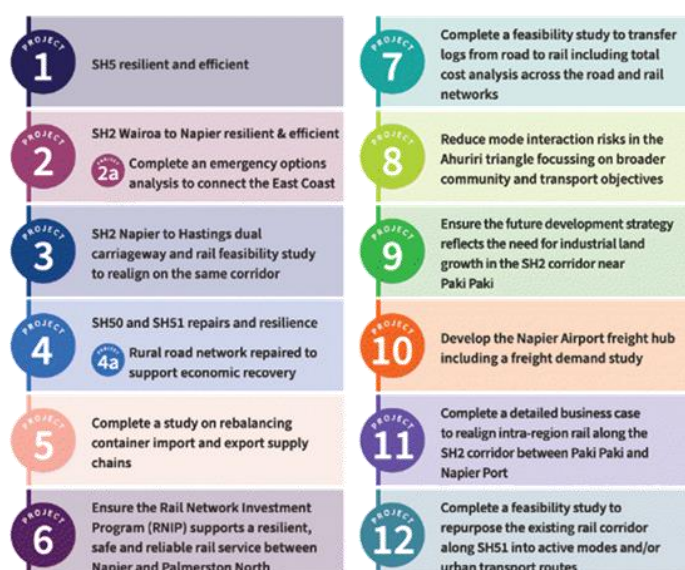 PROJECT
1
SH5 resilient and efficient
PROJECT
2
SH2 Wairoa to Napier resilient & efficient
PROJECT
2a
Complete an emergency options
analysis to connect the East Coast
PROJECT
3
SH2 Napier to Hastings dual
carriageway and rail feasibility study
to realign on the same corridor
PROJECT
4
SH50 and SH51 repairs and resilience
PROJECT
4a
Rural road network repaired to
support economic recovery
PROJECT
5
Complete a study on rebalancing
container import and export supply
chains
PROJECT
6
Ensure the Rail Network Investment
Program (RNIP) supports a resilient,
safe and reliable rail service between
Napier and Palmerston North
PROJECT
7
Complete a feasibility study to transfer
logs from road to rail including total
cost analysis across the road and rail
networks
PROJECT
8
Reduce mode interaction risks in the
Ahuriri triangle focussing on broader
community and transport objectives
PROJECT
9
Ensure the future development strategy
reflects the need for industrial land
growth in the SH2 corridor near
Paki Paki
PROJECT
10
Develop the Napier Airport freight hub
including a freight demand study
PROJECT
11
Complete a detailed business case
to realign intra-region rail along the
SH2 corridor between Paki Paki and
Napier Port
PROJECT
12
Complete a feasibility study to
repurpose the existing rail corridor
along SH51 into active modes and/or
urban transport routes